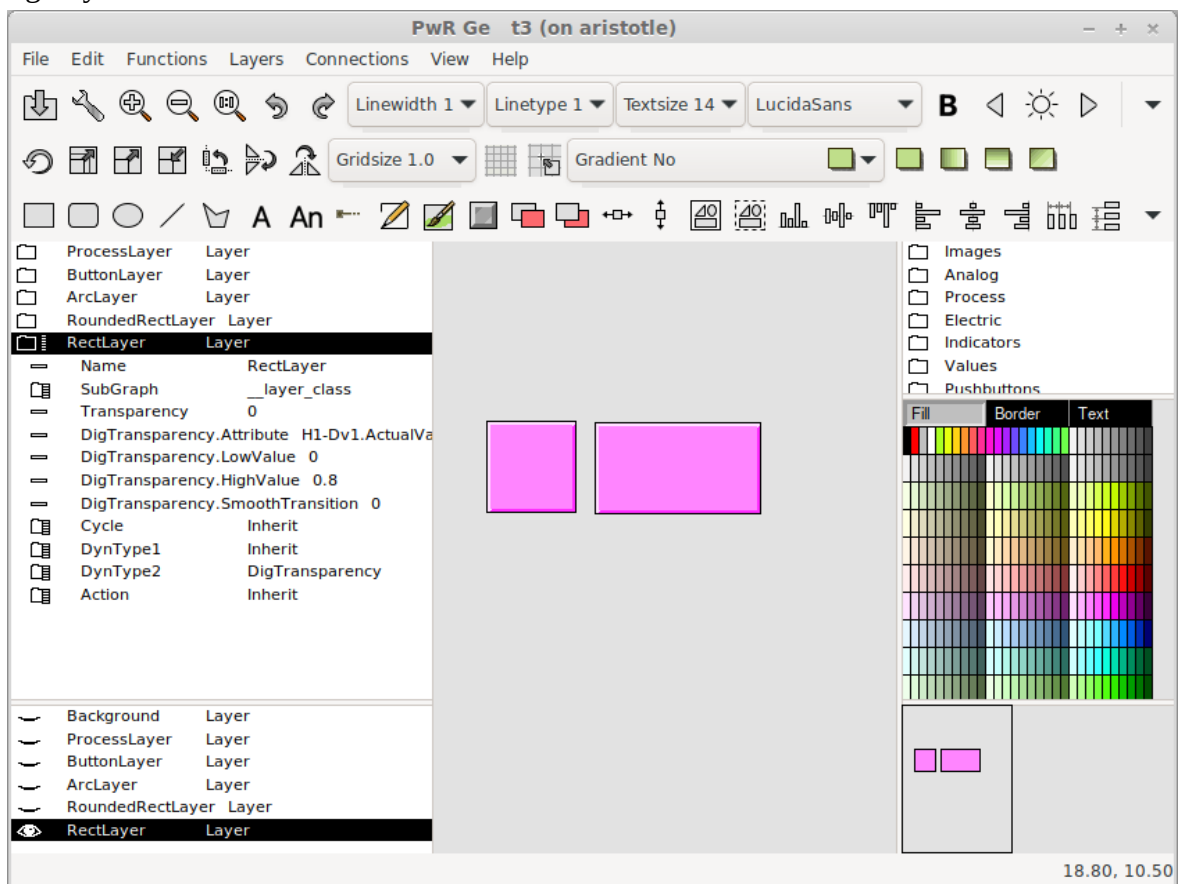 PwR Ge t3 (on aristotle)
File Edit Functions Layers Connections View Help
Linewidth 1 Linetype 1 Textsize 14 LucidaSans B
Gridsize 1.0 Gradient No
A An
ProcessLayer Layer
ButtonLayer Layer
ArcLayer Layer
RoundedRectLayer Layer
RectLayer Layer
Name RectLayer
SubGraph __layer_class
Transparency 0
DigTransparency.Attribute H1-Dv1.ActualVa
DigTransparency.LowValue 0
DigTransparency.HighValue 0.8
DigTransparency.SmoothTransition 0
Cycle Inherit
DynType1 Inherit
DynType2 DigTransparency
Action Inherit
Images
Analog
Process
Electric
Indicators
Values
Pushbuttons
Fill Border Text
Background Layer
ProcessLayer Layer
ButtonLayer Layer
ArcLayer Layer
RoundedRectLayer Layer
RectLayer Layer
18.80, 10.50